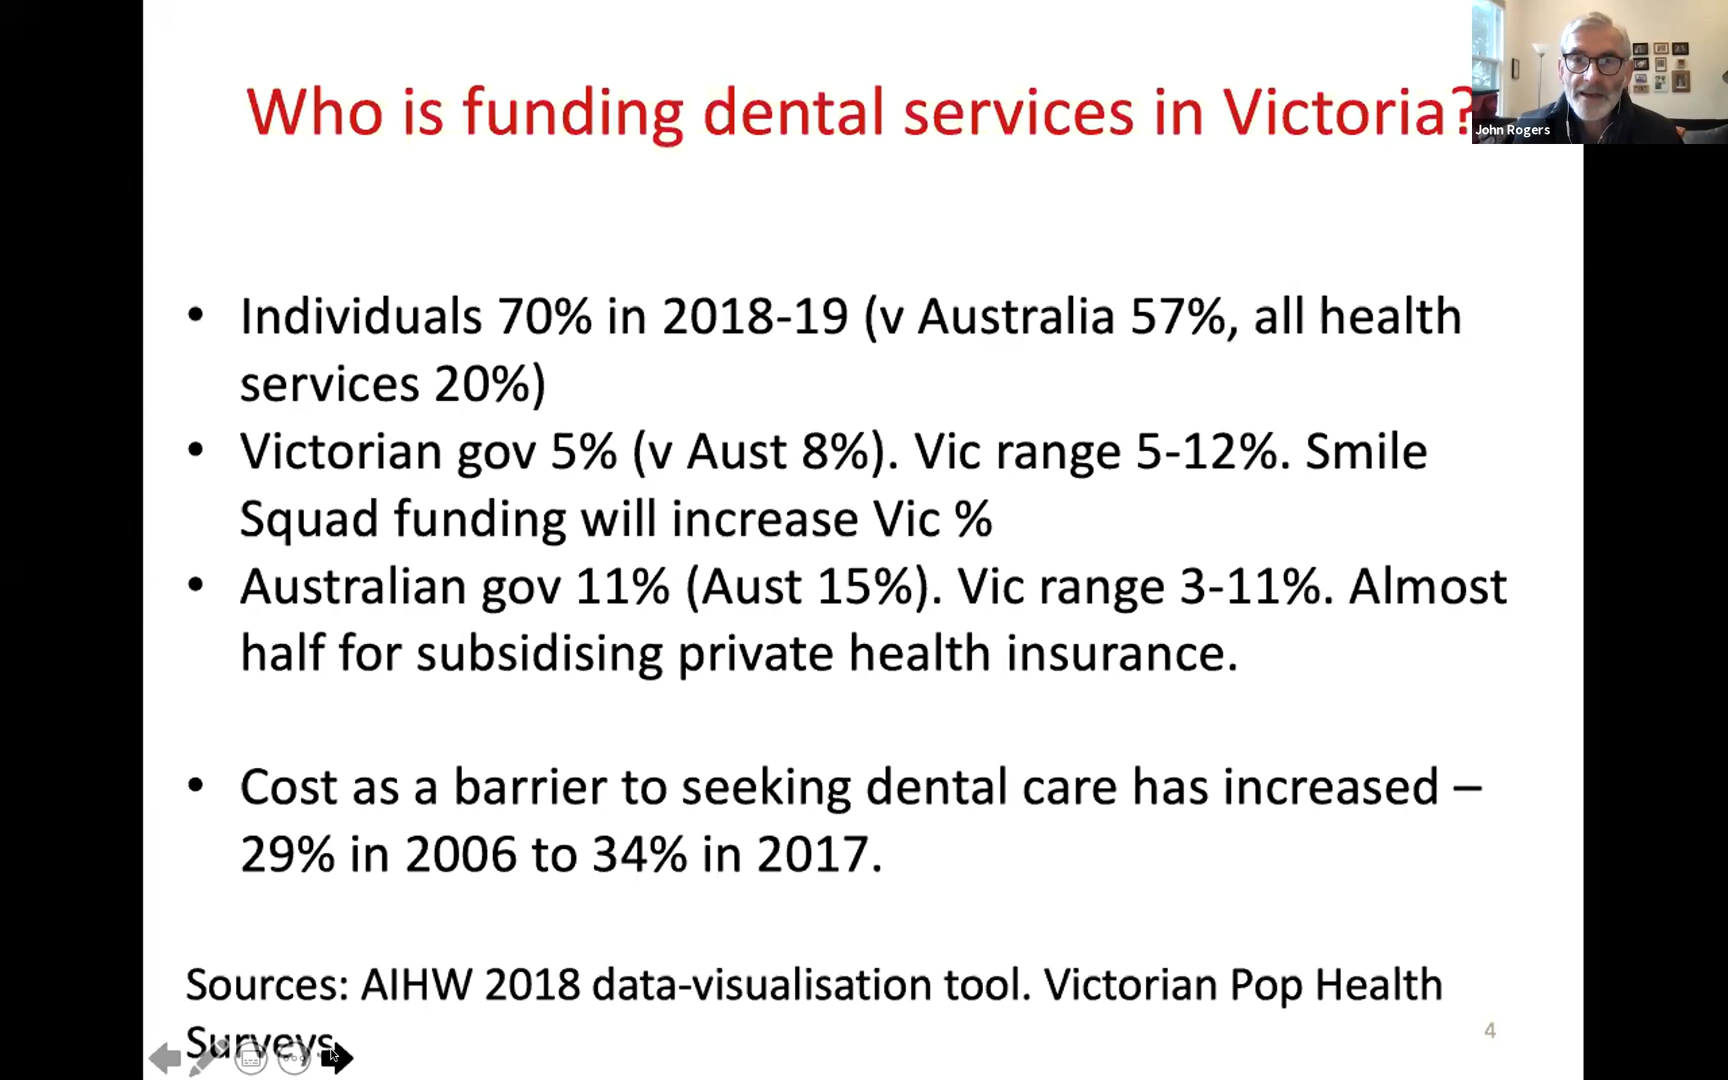 Who is funding dental services in Victoria?
John Rogers
• Individuals 70% in 2018-19 (v Australia 57%, all health
services 20%)
• Victorian gov 5% (v Aust 8%). Vic range 5-12%. Smile
Squad funding will increase Vic %
• Australian gov 11% (Aust 15%). Vic range 3-11%. Almost
half for subsidising private health insurance.
• Cost as a barrier to seeking dental care has increased –
29% in 2006 to 34% in 2017.
Sources: AIHW 2018 data-visualisation tool. Victorian Pop Health
Surveys
4